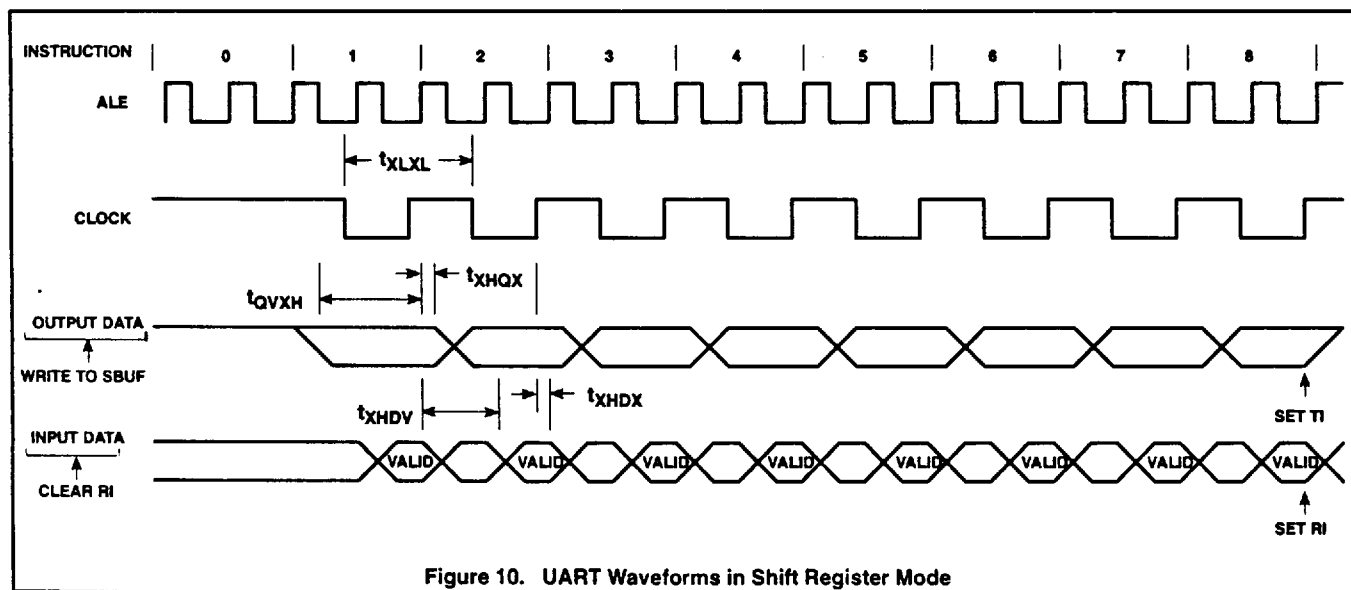 INSTRUCTION 0 1 2 3 4 5 6 7 8
ALE
tXLXL
CLOCK
tXHQX
tQVXH
OUTPUT DATA
WRITE TO SBUF
tXHDX
tXHDV
SET TI
INPUT DATA
VALID VALID VALID VALID VALID VALID VALID VALID
CLEAR RI
SET RI
Figure 10. UART Waveforms in Shift Register Mode